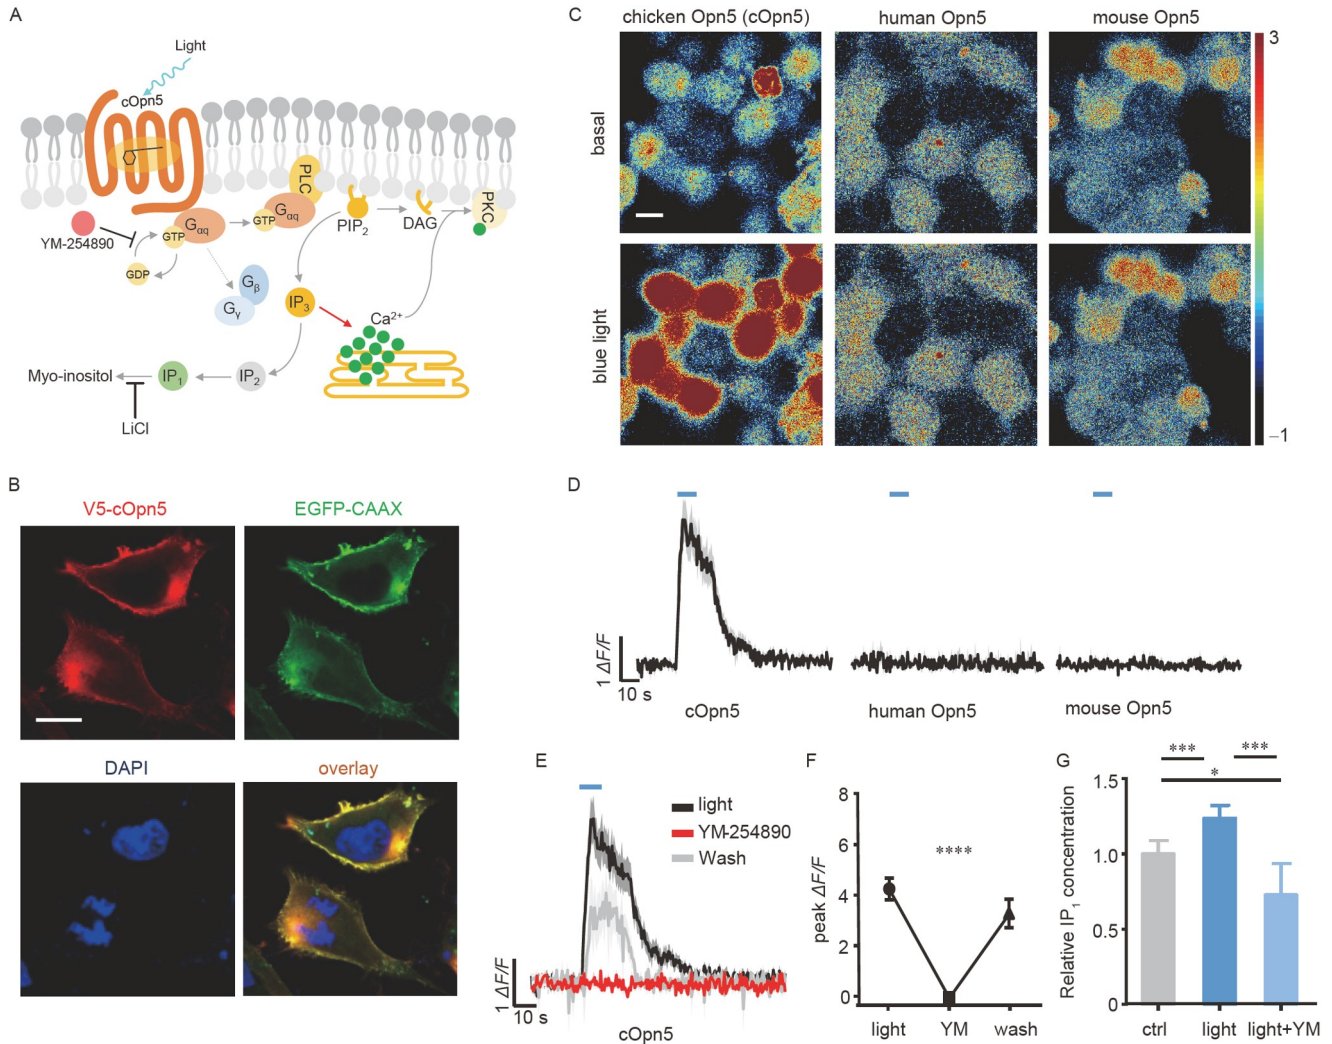 A
Light
cOpn5
PLC
PKC
GTP
Gαq
GTP
Gαq
PIP2
DAG
YM-254890
GDP
Gβ
Gγ
IP3
Ca2+
Myo-inositol
IP1
IP2
LiCl
B
V5-cOpn5
EGFP-CAAX
DAPI
overlay
C
chicken Opn5 (cOpn5)
human Opn5
mouse Opn5
basal
blue light
3
–1
D
1 ΔF/F
10 s
cOpn5
human Opn5
mouse Opn5
E
light
YM-254890
Wash
1 ΔF/F
10 s
cOpn5
F
peak ΔF/F
8
6
4
2
0
****
light
YM
wash
G
Relative IP1 concentration
1.5
1.0
0.5
0
***
***
*
ctrl
light
light+YM